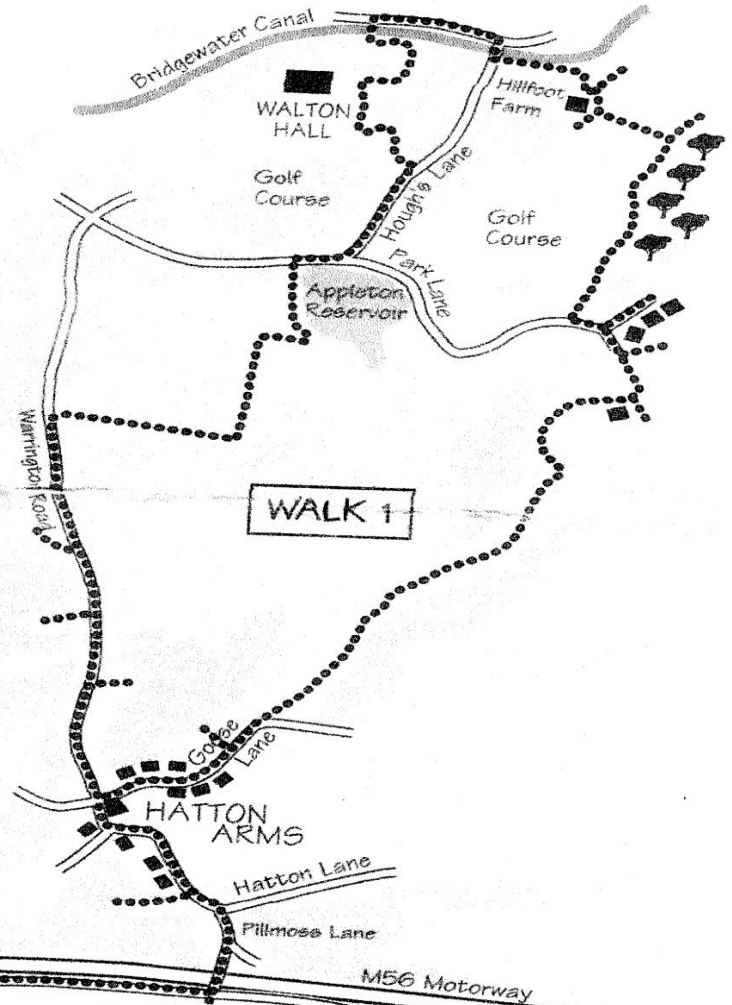 Bridgewater Canal
WALTON
HALL
Hillfoot
Farm
Golf
Course
Hough's Lane
Golf
Course
Park Lane
Appleton
Reservoir
Warrington Road
WALK 1
Goose
Lane
HATTON
ARMS
Hatton Lane
Pillmoss Lane
M56 Motorway